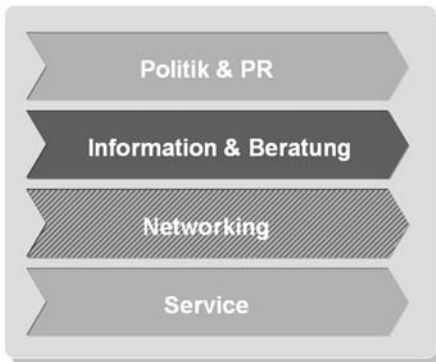 Politik & PR
Information & Beratung
Networking
Service